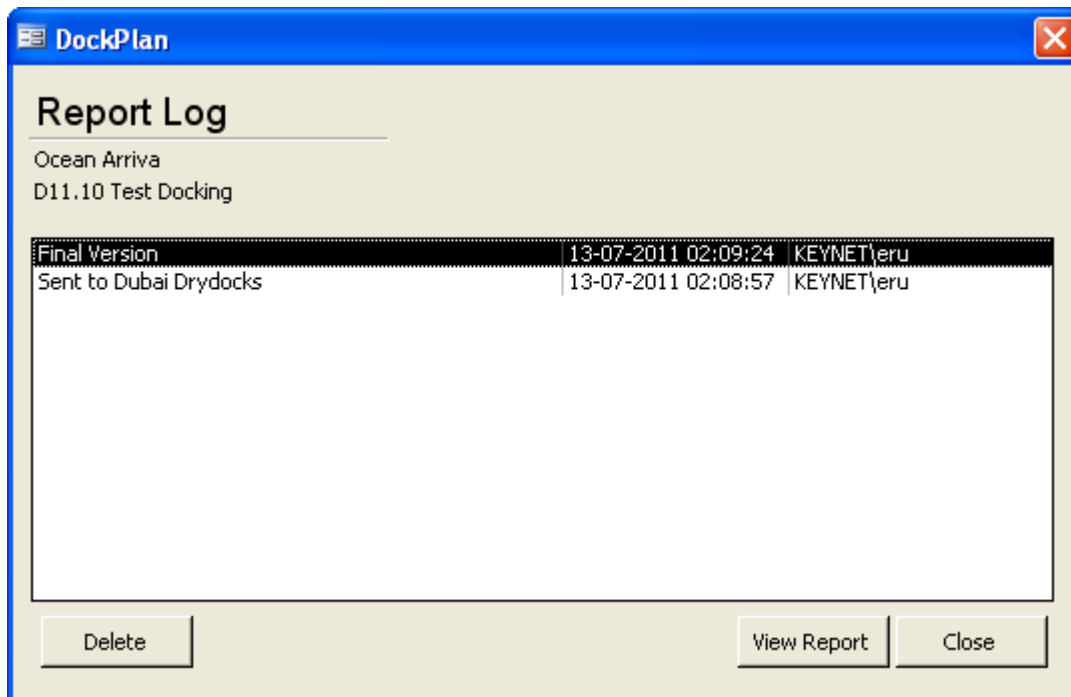 DockPlan
Report Log
Ocean Arriva
D11.10 Test Docking
Final Version 13-07-2011 02:09:24 KEYNET\eru
Sent to Dubai Drydocks 13-07-2011 02:08:57 KEYNET\eru
Delete View Report Close